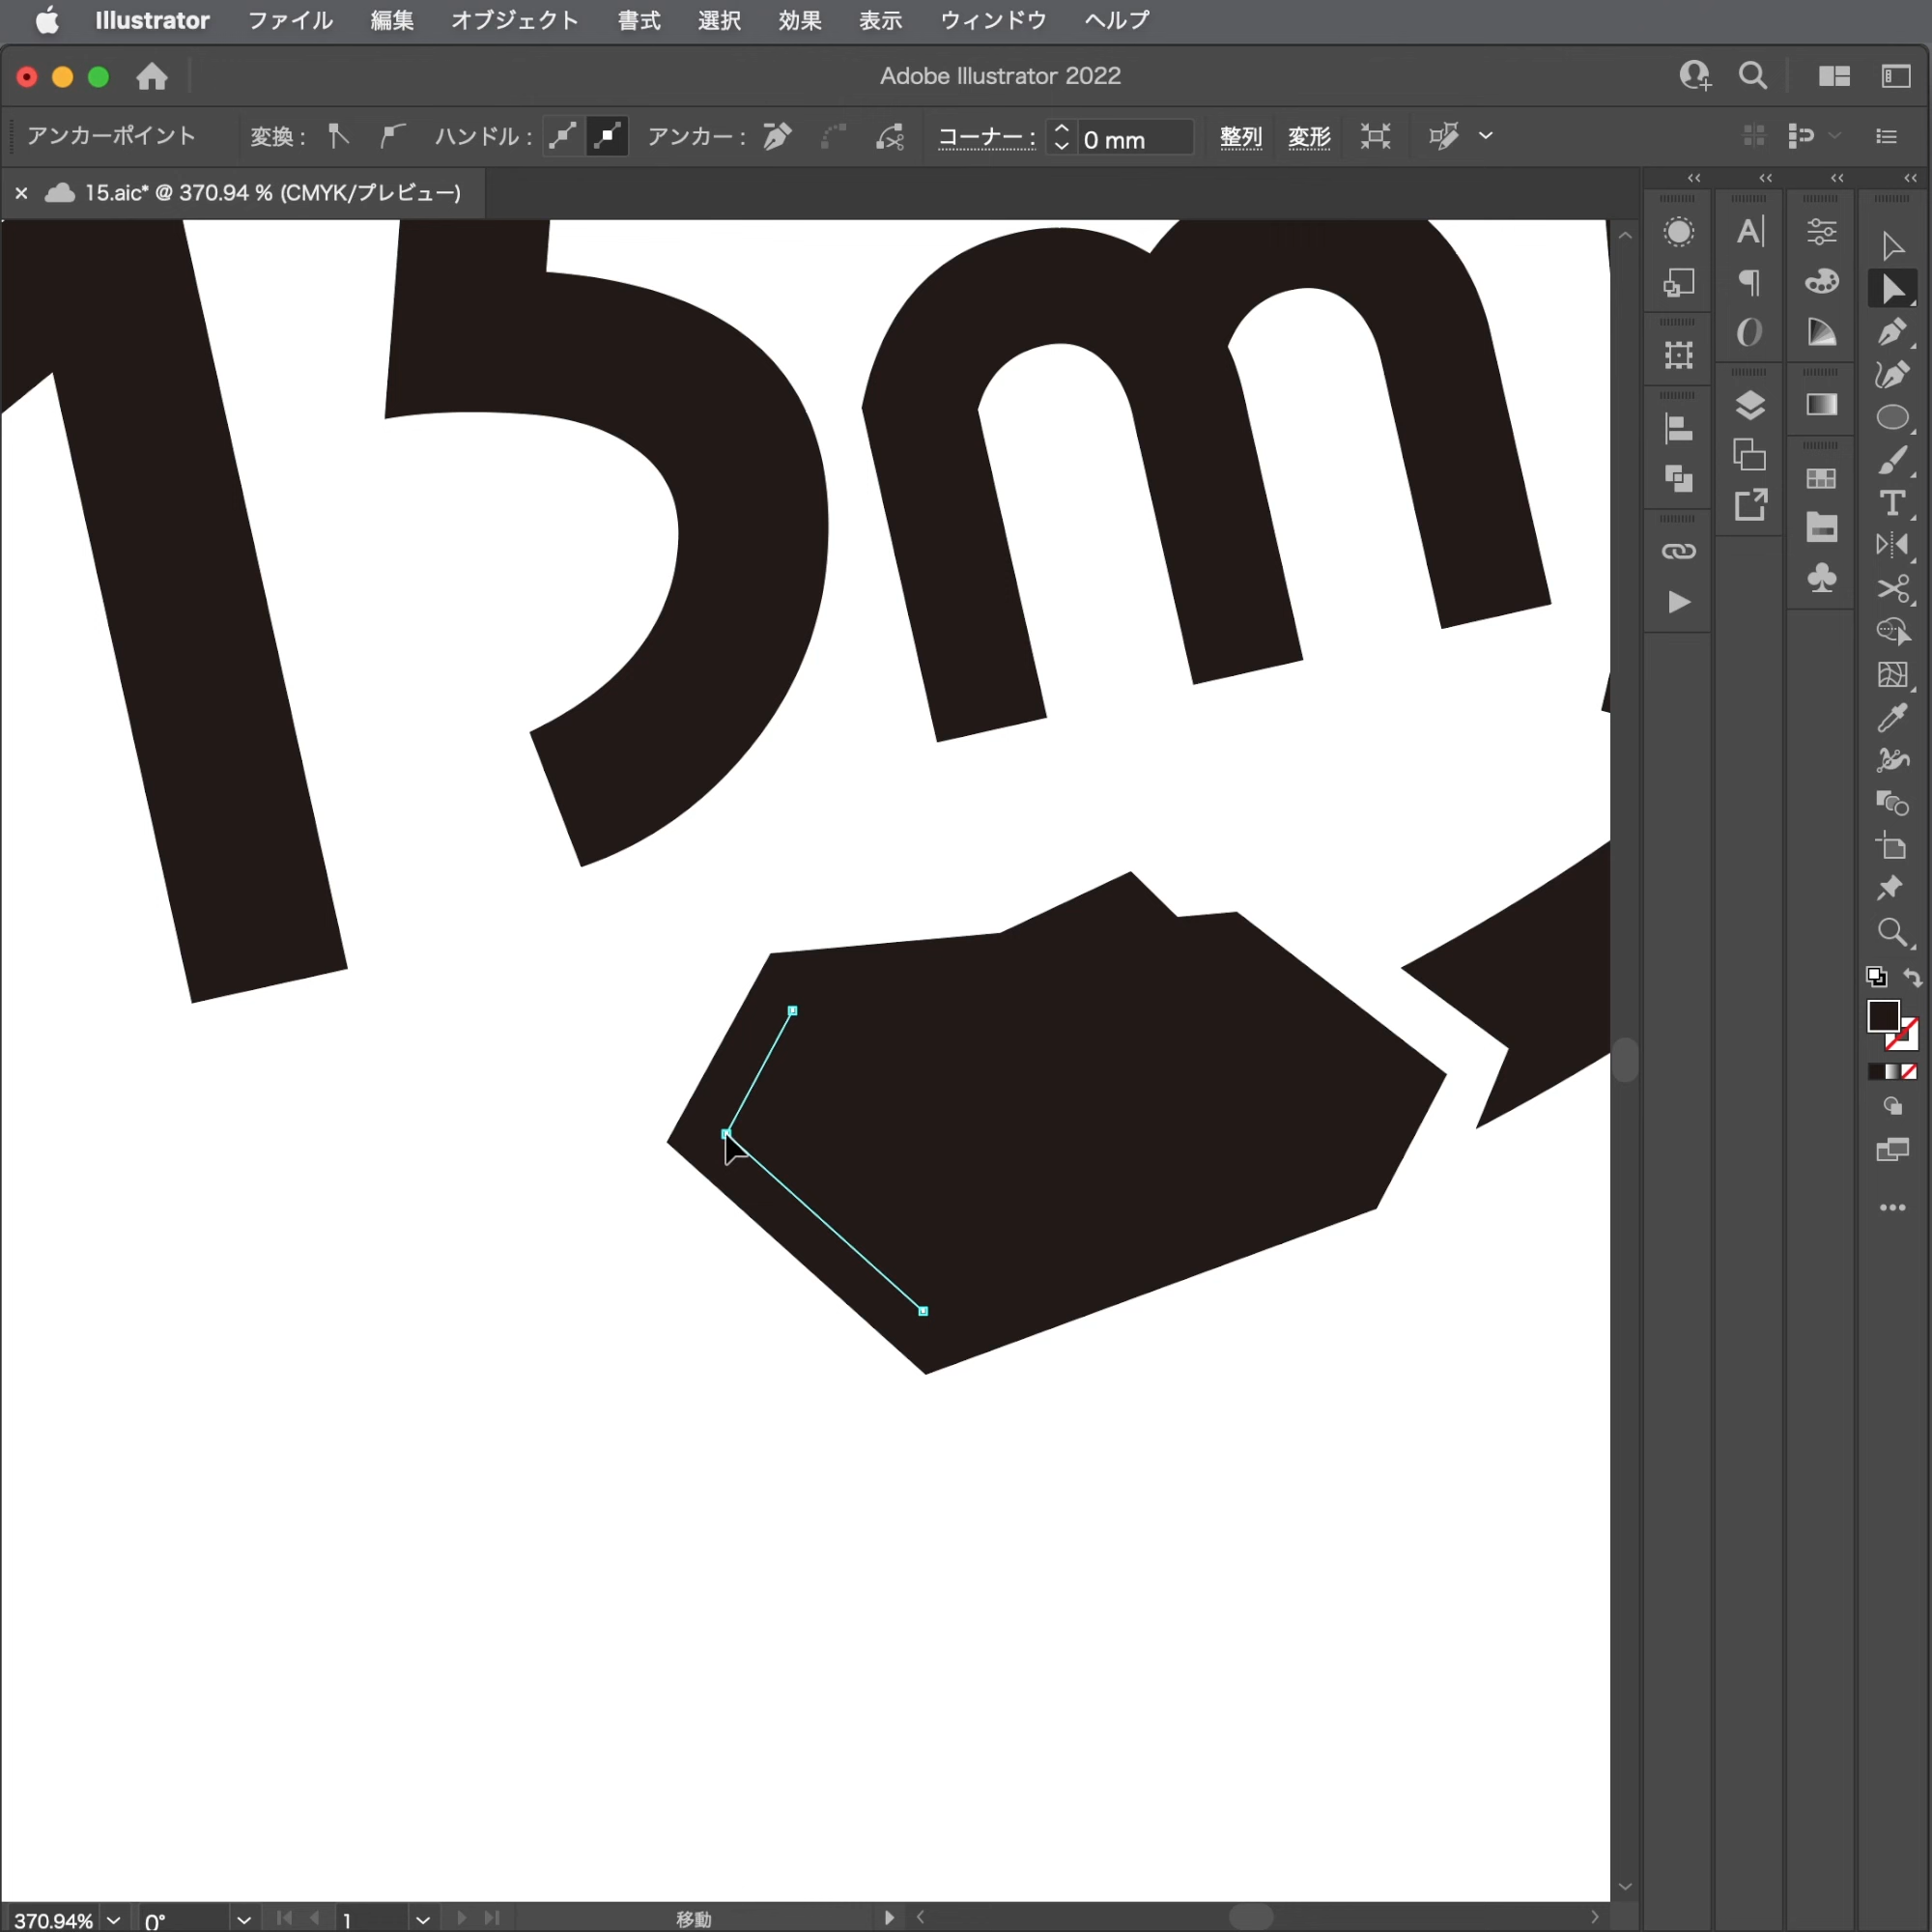 Illustrator ファイル 編集 オブジェクト 書式 選択 効果 表示 ウィンドウ ヘルプ
Adobe Illustrator 2022
アンカーポイント 変換： ハンドル： アンカー： コーナー： 0 mm 整列 変形
× 15.aic* @ 370.94 % (CMYK/プレビュー)
15m
370.94% 0° 1 移動